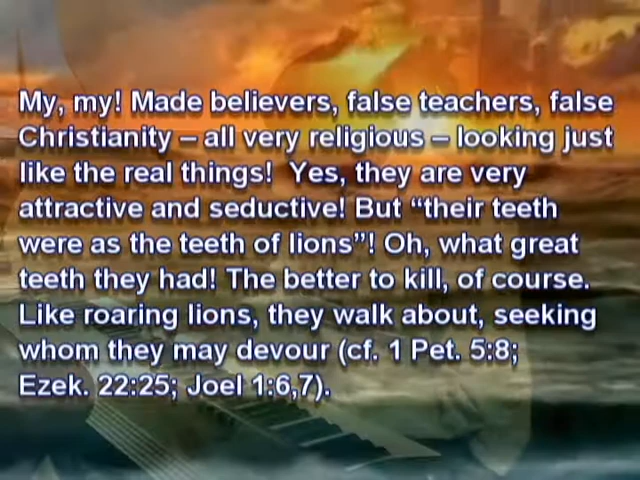 My, my! Made believers, false teachers, false
Christianity – all very religious – looking just
like the real things!  Yes, they are very
attractive and seductive! But “their teeth
were as the teeth of lions”! Oh, what great
teeth they had! The better to kill, of course.
Like roaring lions, they walk about, seeking
whom they may devour (cf. 1 Pet. 5:8;
Ezek. 22:25; Joel 1:6,7).